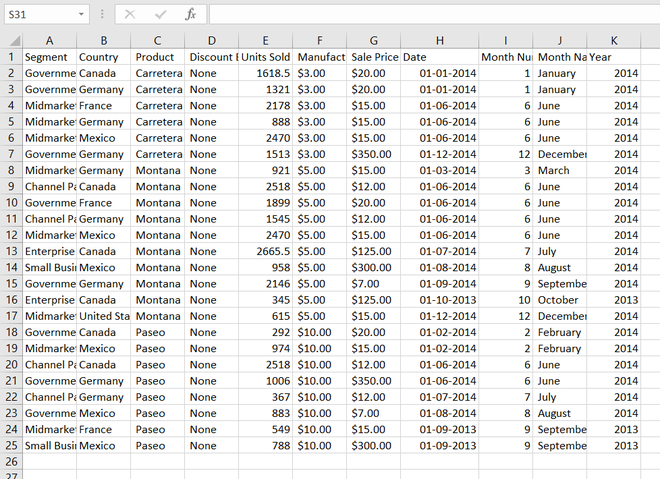 S31 fx
A B C D E F G H I J K
1 Segment Country Product Discount Units Sold Manufact Sale Price Date Month Nu Month Na Year
2 Governme Canada Carretera None 1618.5 $3.00 $20.00 01-01-2014 1 January 2014
3 Governme Germany Carretera None 1321 $3.00 $20.00 01-01-2014 1 January 2014
4 Midmarke France Carretera None 2178 $3.00 $15.00 01-06-2014 6 June 2014
5 Midmarke Germany Carretera None 888 $3.00 $15.00 01-06-2014 6 June 2014
6 Midmarke Mexico Carretera None 2470 $3.00 $15.00 01-06-2014 6 June 2014
7 Governme Germany Carretera None 1513 $3.00 $350.00 01-12-2014 12 December 2014
8 Midmarke Germany Montana None 921 $5.00 $15.00 01-03-2014 3 March 2014
9 Channel Pa Canada Montana None 2518 $5.00 $12.00 01-06-2014 6 June 2014
10 Governme France Montana None 1899 $5.00 $20.00 01-06-2014 6 June 2014
11 Channel Pa Germany Montana None 1545 $5.00 $12.00 01-06-2014 6 June 2014
12 Midmarke Mexico Montana None 2470 $5.00 $15.00 01-06-2014 6 June 2014
13 Enterprise Canada Montana None 2665.5 $5.00 $125.00 01-07-2014 7 July 2014
14 Small Busi Mexico Montana None 958 $5.00 $300.00 01-08-2014 8 August 2014
15 Governme Germany Montana None 2146 $5.00 $7.00 01-09-2014 9 Septembe 2014
16 Enterprise Canada Montana None 345 $5.00 $125.00 01-10-2013 10 October 2013
17 Midmarke United Sta Montana None 615 $5.00 $15.00 01-12-2014 12 December 2014
18 Governme Canada Paseo None 292 $10.00 $20.00 01-02-2014 2 February 2014
19 Midmarke Mexico Paseo None 974 $10.00 $15.00 01-02-2014 2 February 2014
20 Channel Pa Canada Paseo None 2518 $10.00 $12.00 01-06-2014 6 June 2014
21 Governme Germany Paseo None 1006 $10.00 $350.00 01-06-2014 6 June 2014
22 Channel Pa Germany Paseo None 367 $10.00 $12.00 01-07-2014 7 July 2014
23 Governme Mexico Paseo None 883 $10.00 $7.00 01-08-2014 8 August 2014
24 Midmarke France Paseo None 549 $10.00 $15.00 01-09-2013 9 Septembe 2013
25 Small Busi Mexico Paseo None 788 $10.00 $300.00 01-09-2013 9 Septembe 2013
26
27